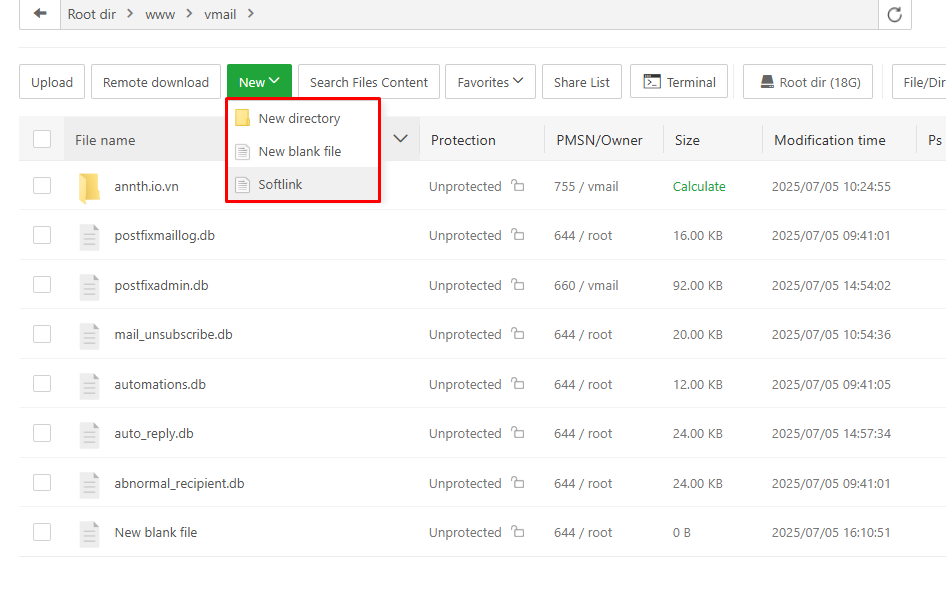 Root dir > www > vmail >
Upload Remote download New Search Files Content Favorites Share List Terminal Root dir (18G) File/Dir
New directory
New blank file
Softlink
File name Protection PMSN/Owner Size Modification time Ps
annth.io.vn Unprotected 755 / vmail Calculate 2025/07/05 10:24:55
postfixmaillog.db Unprotected 644 / root 16.00 KB 2025/07/05 09:41:01
postfixadmin.db Unprotected 660 / vmail 92.00 KB 2025/07/05 14:54:02
mail_unsubscribe.db Unprotected 644 / root 20.00 KB 2025/07/05 10:54:36
automations.db Unprotected 644 / root 12.00 KB 2025/07/05 09:41:05
auto_reply.db Unprotected 644 / root 24.00 KB 2025/07/05 14:57:34
abnormal_recipient.db Unprotected 644 / root 24.00 KB 2025/07/05 09:41:01
New blank file Unprotected 644 / root 0 B 2025/07/05 16:10:51